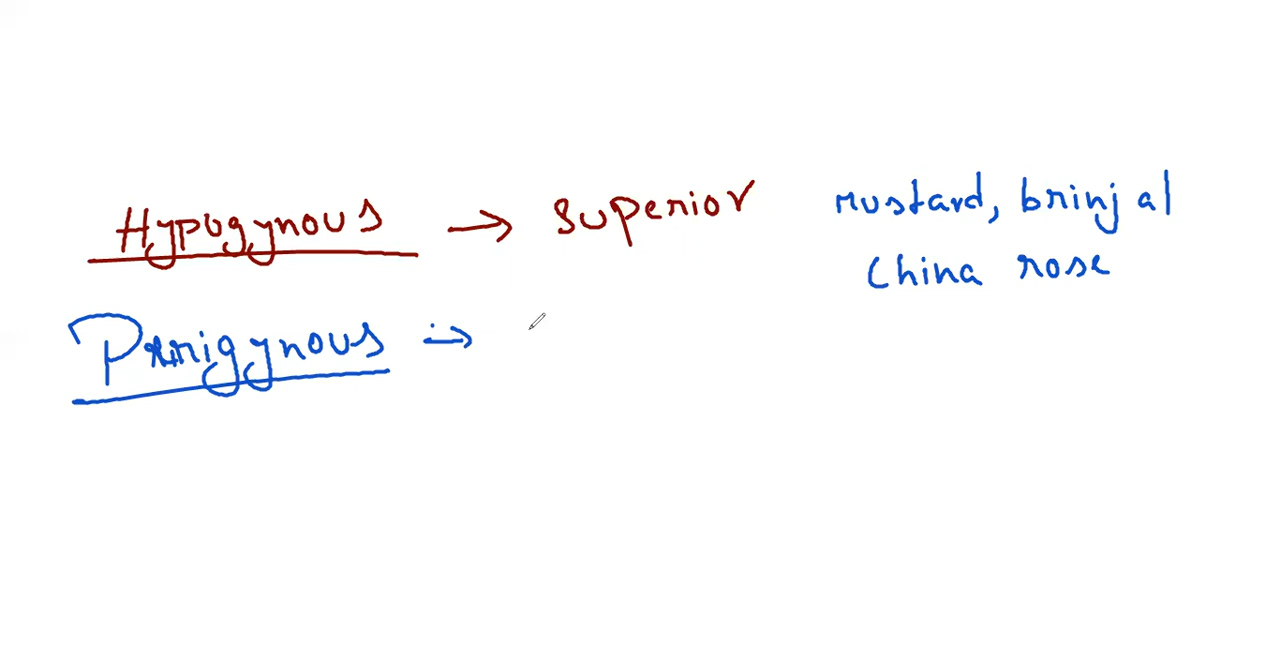 Hypogynous → Superior mustard, brinjal
China rose
Perigynous →